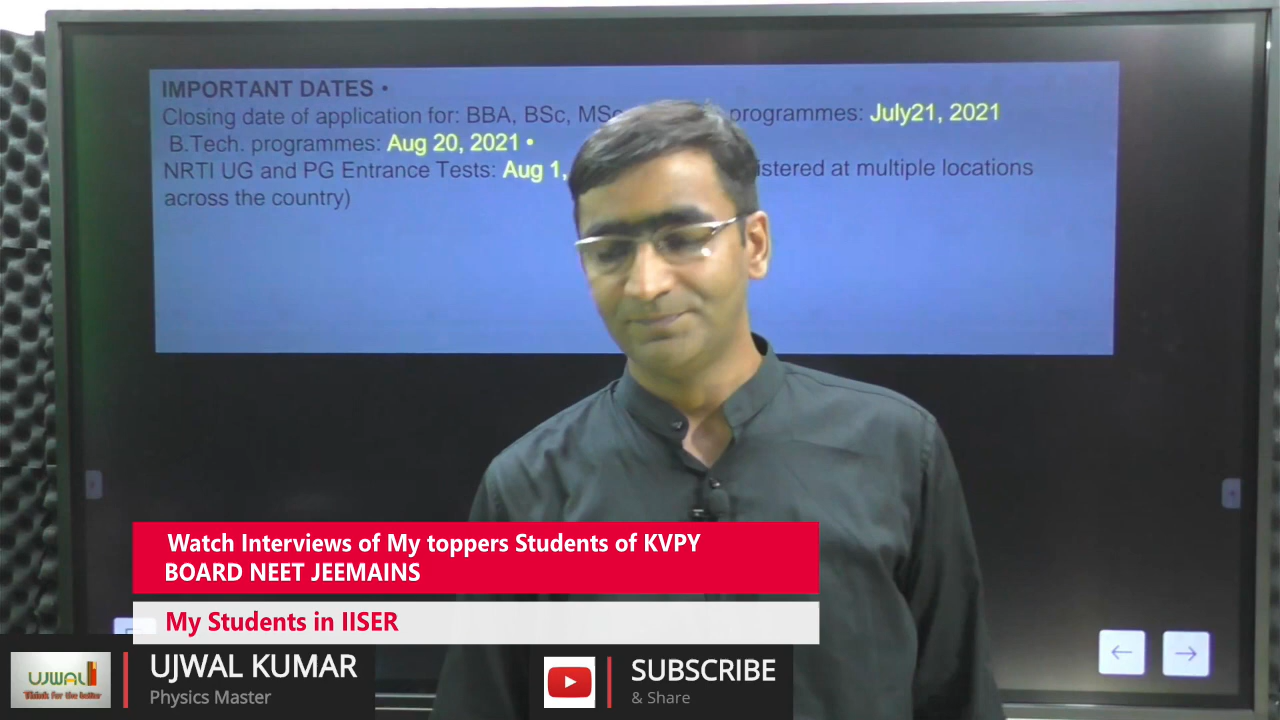 IMPORTANT DATES •
Closing date of application for: BBA, BSc, MSc programmes: July21, 2021
B.Tech. programmes: Aug 20, 2021 •
NRTI UG and PG Entrance Tests: Aug 1, at multiple locations
across the country)
Watch Interviews of My toppers Students of KVPY
BOARD NEET JEEMAINS
My Students in IISER
UJWAL
Think for the better
UJWAL KUMAR
Physics Master
SUBSCRIBE
& Share